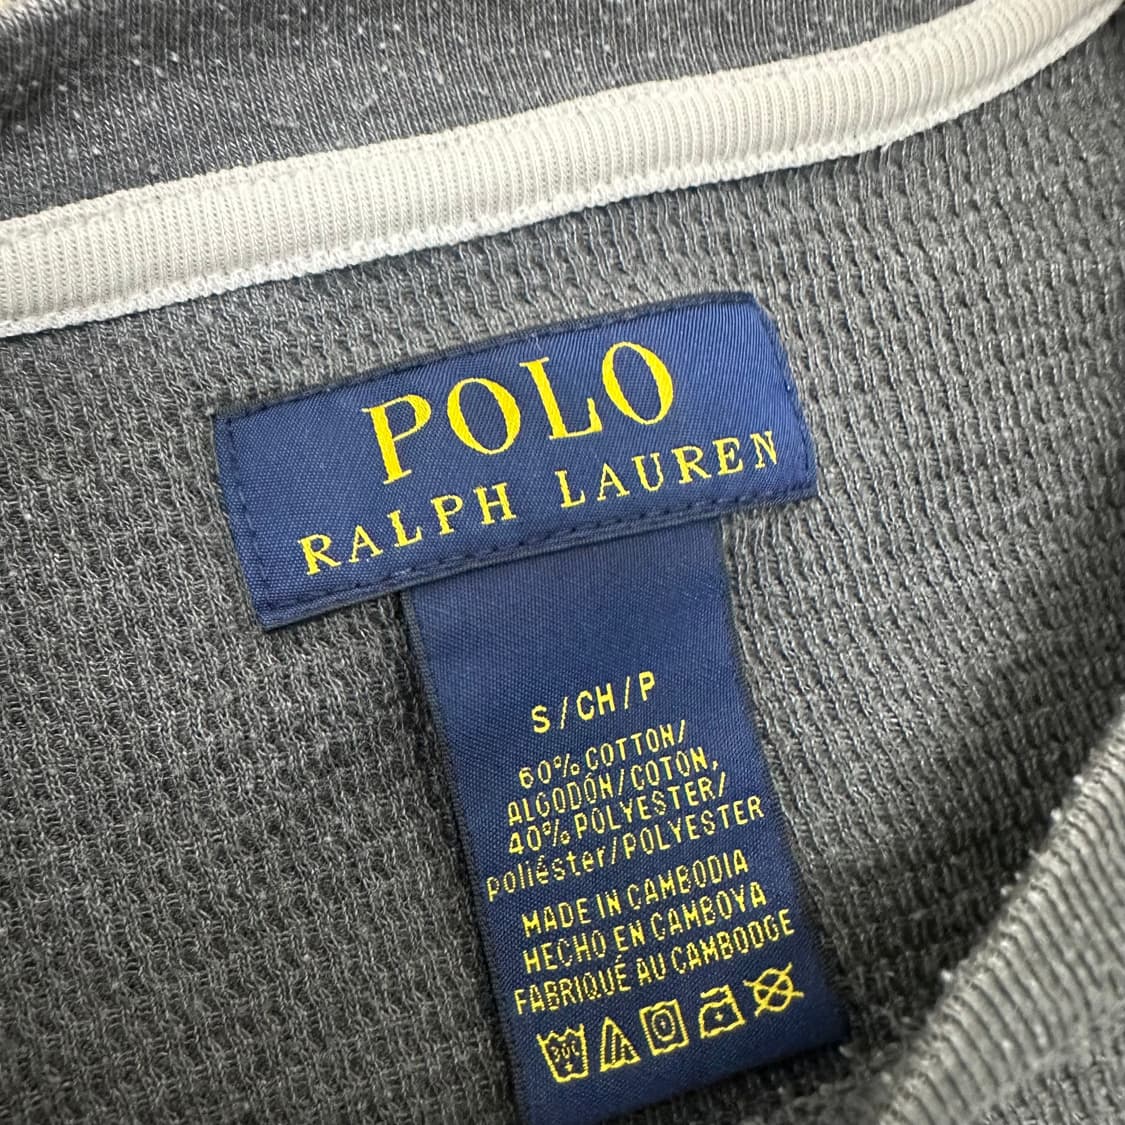 POLO
RALPH LAUREN
S/CH/P
60% COTTON/
ALGODÓN/COTON,
40% POLYESTER/
poliéster/POLYESTER
MADE IN CAMBODIA
HECHO EN CAMBOYA
FABRIQUÉ AU CAMBODGE
30C